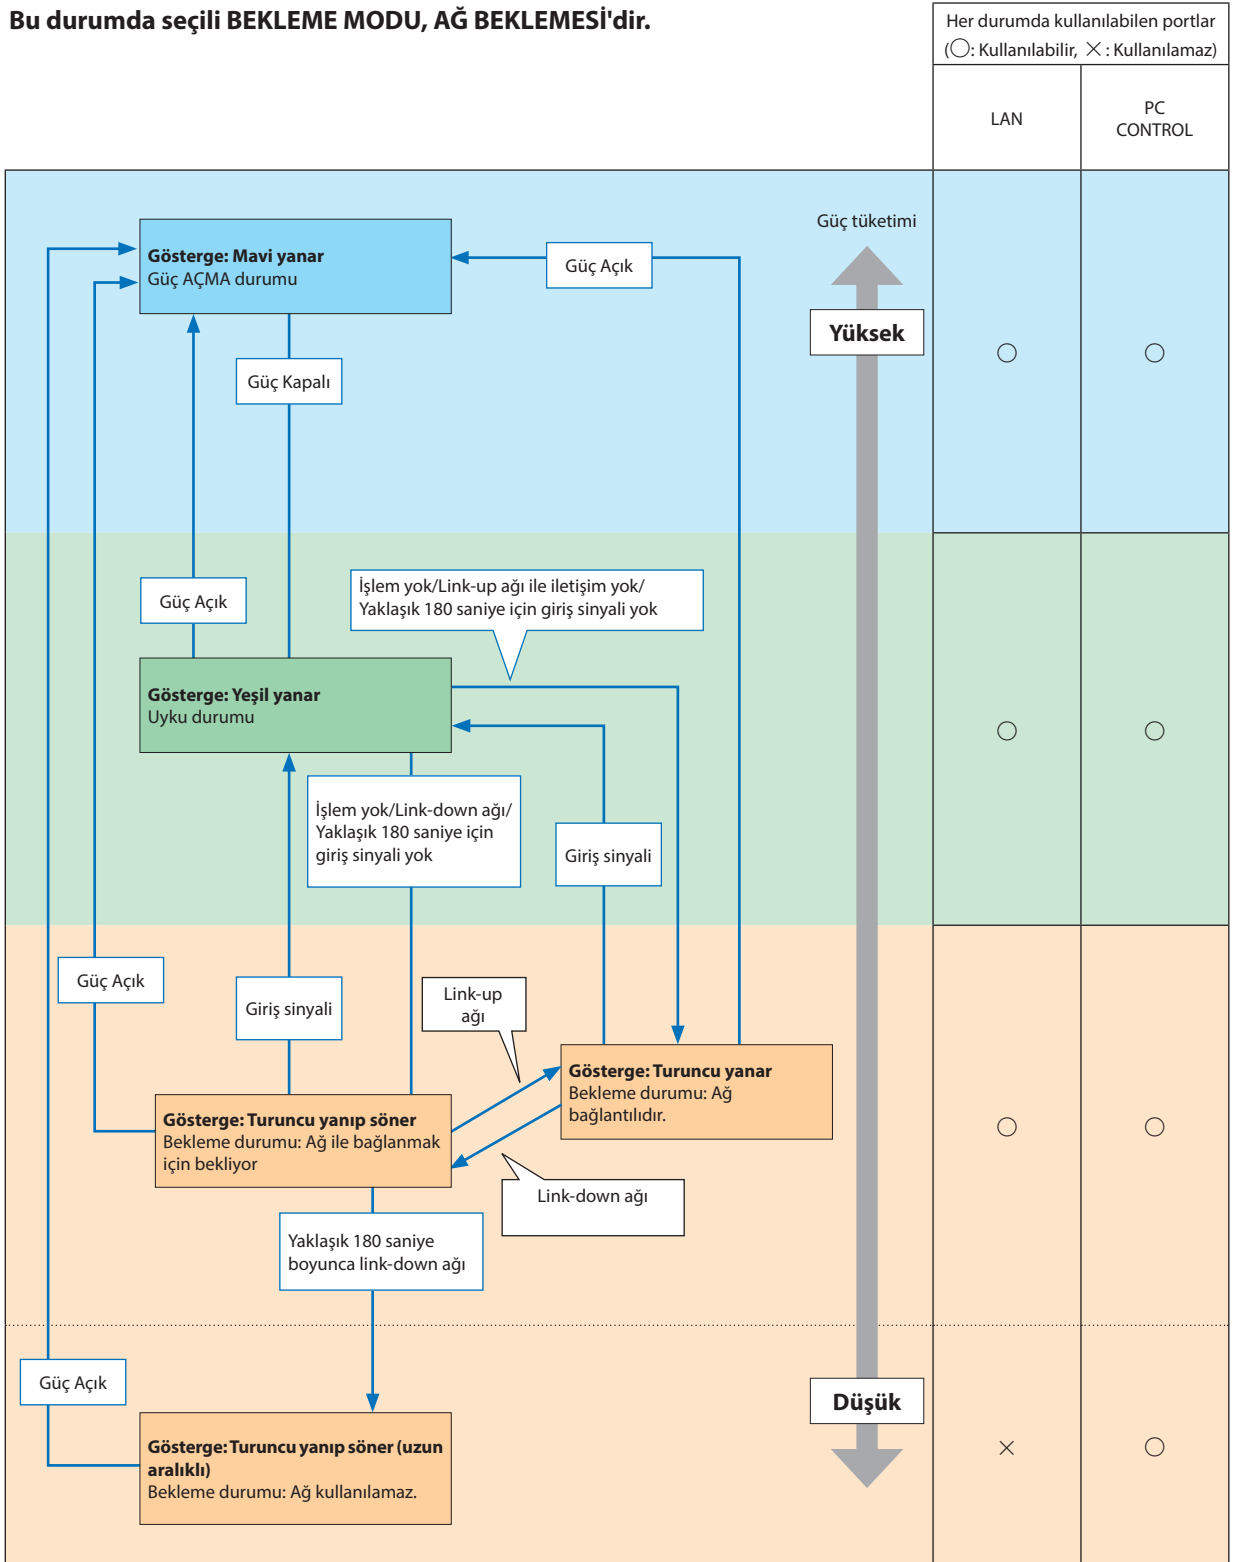 Bu durumda seçili BEKLEME MODU, AĞ BEKLEMESİ'dir.
Her durumda kullanılabilen portlar
(○: Kullanılabilir, ×: Kullanılamaz)
LAN
PC
CONTROL
Güç tüketimi
Gösterge: Mavi yanar
Güç AÇMA durumu
Güç Açık
Yüksek
○
○
Güç Kapalı
Güç Açık
İşlem yok/Link-up ağı ile iletişim yok/
Yaklaşık 180 saniye için giriş sinyali yok
Gösterge: Yeşil yanar
Uyku durumu
○
○
İşlem yok/Link-down ağı/
Yaklaşık 180 saniye için
giriş sinyali yok
Giriş sinyali
Güç Açık
Giriş sinyali
Link-up
ağı
Gösterge: Turuncu yanar
Bekleme durumu: Ağ
bağlantılıdır.
Gösterge: Turuncu yanıp söner
Bekleme durumu: Ağ ile bağlanmak
için bekliyor
○
○
Link-down ağı
Yaklaşık 180 saniye
boyunca link-down ağı
Güç Açık
Düşük
Gösterge: Turuncu yanıp söner (uzun
aralıklı)
Bekleme durumu: Ağ kullanılamaz.
×
○